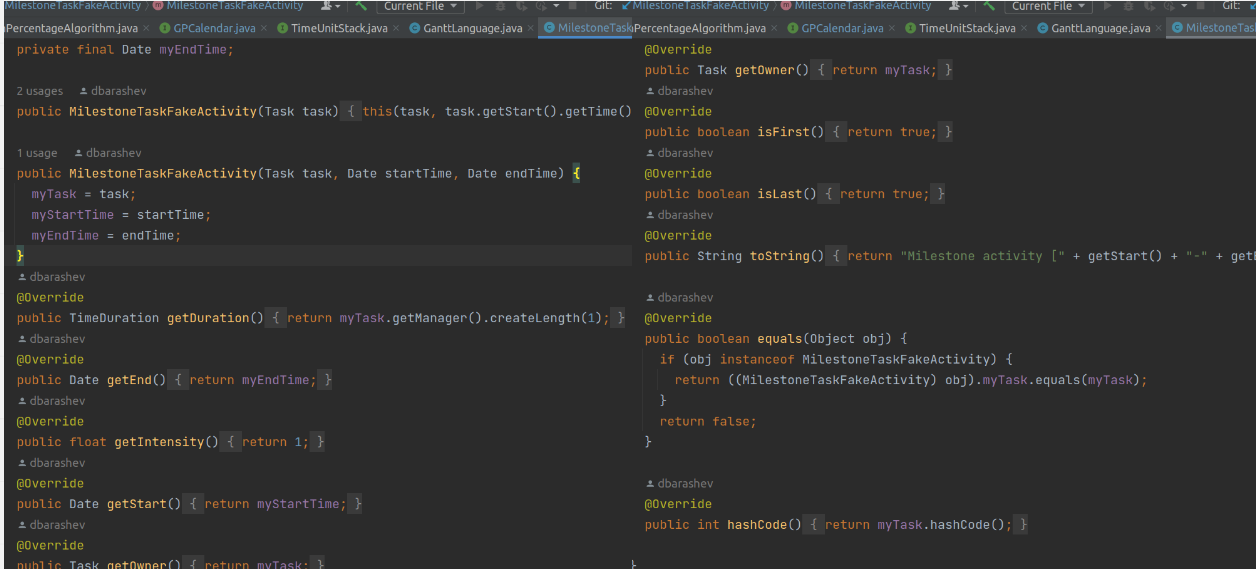 MilestoneTaskFakeActivity MilestoneTaskFakeActivity Current File Git:
PercentageAlgorithm.java GPCalendar.java TimeUnitStack.java GanttLanguage.java MilestoneTask
private final Date myEndTime;
2 usages dbarashev
public MilestoneTaskFakeActivity(Task task) { this(task, task.getStart().getTime()
1 usage dbarashev
public MilestoneTaskFakeActivity(Task task, Date startTime, Date endTime) {
myTask = task;
myStartTime = startTime;
myEndTime = endTime;
}
dbarashev
@Override
public TimeDuration getDuration() { return myTask.getManager().createLength(1); }
dbarashev
@Override
public Date getEnd() { return myEndTime; }
dbarashev
@Override
public float getIntensity() { return 1; }
dbarashev
@Override
public Date getStart() { return myStartTime; }
dbarashev
@Override
public Task getOwner() { return myTask; }
MilestoneTaskFakeActivity MilestoneTaskFakeActivity Current File Git:
PercentageAlgorithm.java GPCalendar.java TimeUnitStack.java GanttLanguage.java MilestoneTas
@Override
public Task getOwner() { return myTask; }
dbarashev
@Override
public boolean isFirst() { return true; }
dbarashev
@Override
public boolean isLast() { return true; }
dbarashev
@Override
public String toString() { return "Milestone activity [" + getStart() + "-" + getE
dbarashev
@Override
public boolean equals(Object obj) {
if (obj instanceof MilestoneTaskFakeActivity) {
return ((MilestoneTaskFakeActivity) obj).myTask.equals(myTask);
}
return false;
}
dbarashev
@Override
public int hashCode() { return myTask.hashCode(); }
}